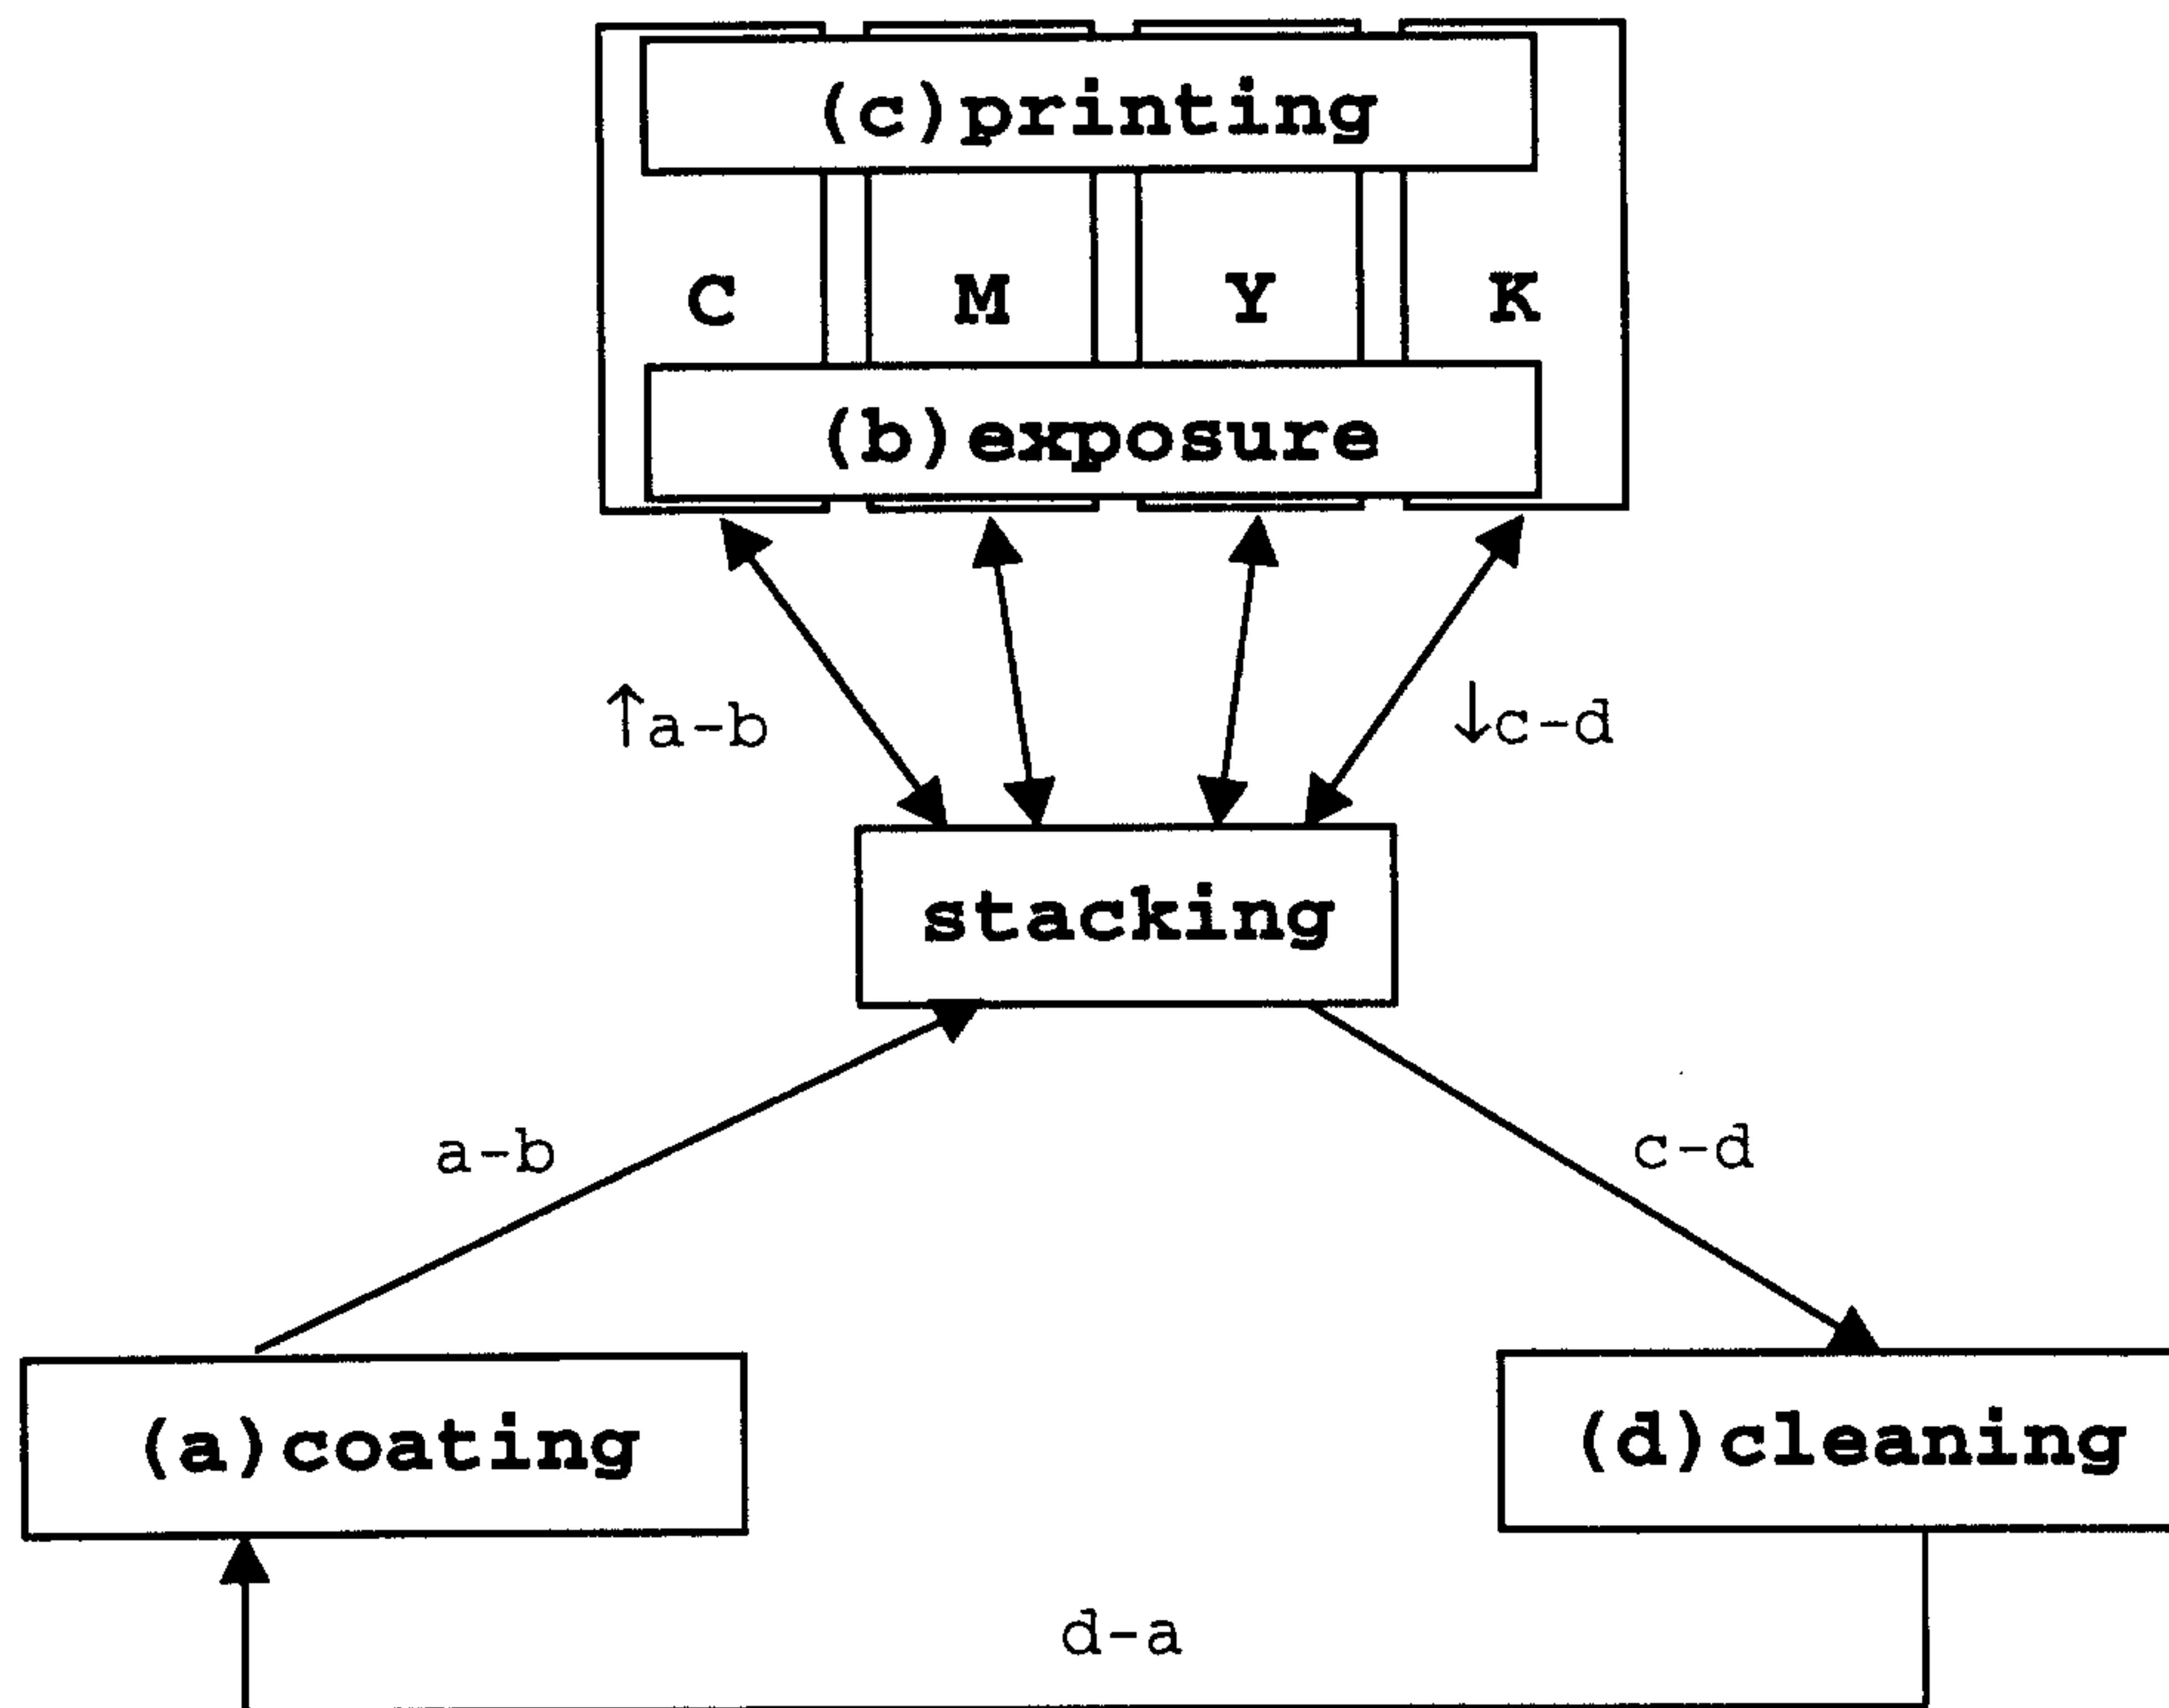 (c)printing
C M Y K
(b)exposure
↑a-b ↓c-d
stacking
a-b c-d
(a)coating (d)cleaning
d-a